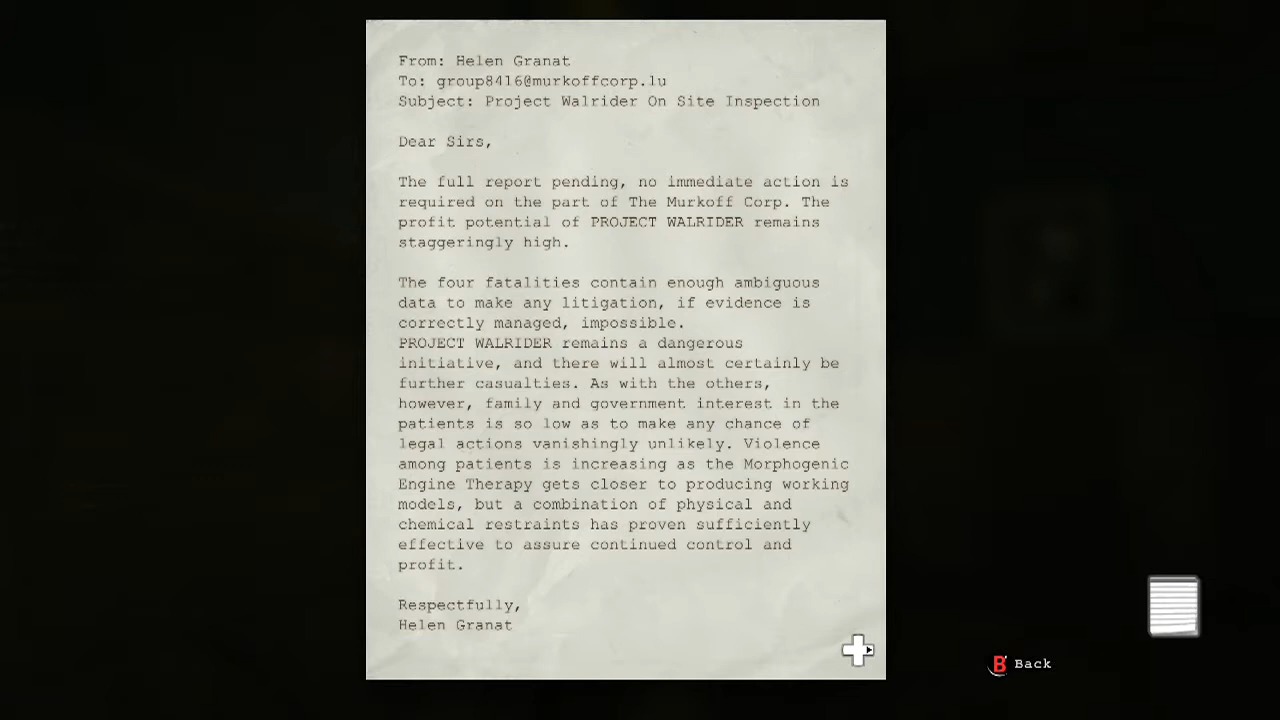 From: Helen Granat
To: group8416@murkoffcorp.lu
Subject: Project Walrider On Site Inspection
Dear Sirs,
The full report pending, no immediate action is
required on the part of The Murkoff Corp. The
profit potential of PROJECT WALRIDER remains
staggeringly high.
The four fatalities contain enough ambiguous
data to make any litigation, if evidence is
correctly managed, impossible.
PROJECT WALRIDER remains a dangerous
initiative, and there will almost certainly be
further casualties. As with the others,
however, family and government interest in the
patients is so low as to make any chance of
legal actions vanishingly unlikely. Violence
among patients is increasing as the Morphogenic
Engine Therapy gets closer to producing working
models, but a combination of physical and
chemical restraints has proven sufficiently
effective to assure continued control and
profit.
Respectfully,
Helen Granat
B Back